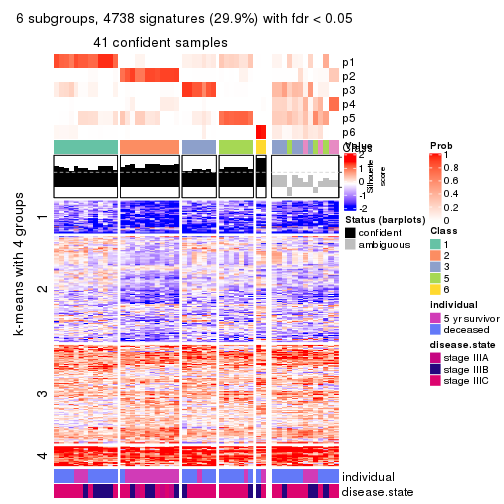 6 subgroups, 4738 signatures (29.9%) with fdr < 0.05
41 confident samples
p1
p2
p3
p4
p5
p6
Class
Value
2
1
0
-1
-2
Silhouette
score
Status (barplots)
confident
ambiguous
Prob
1
0.8
0.6
0.4
0.2
0
Class
1
2
3
4
5
6
individual
5 yr survivor
deceased
disease.state
stage IIIA
stage IIIB
stage IIIC
k-means with 4 groups
1
2
3
4
individual
disease.state